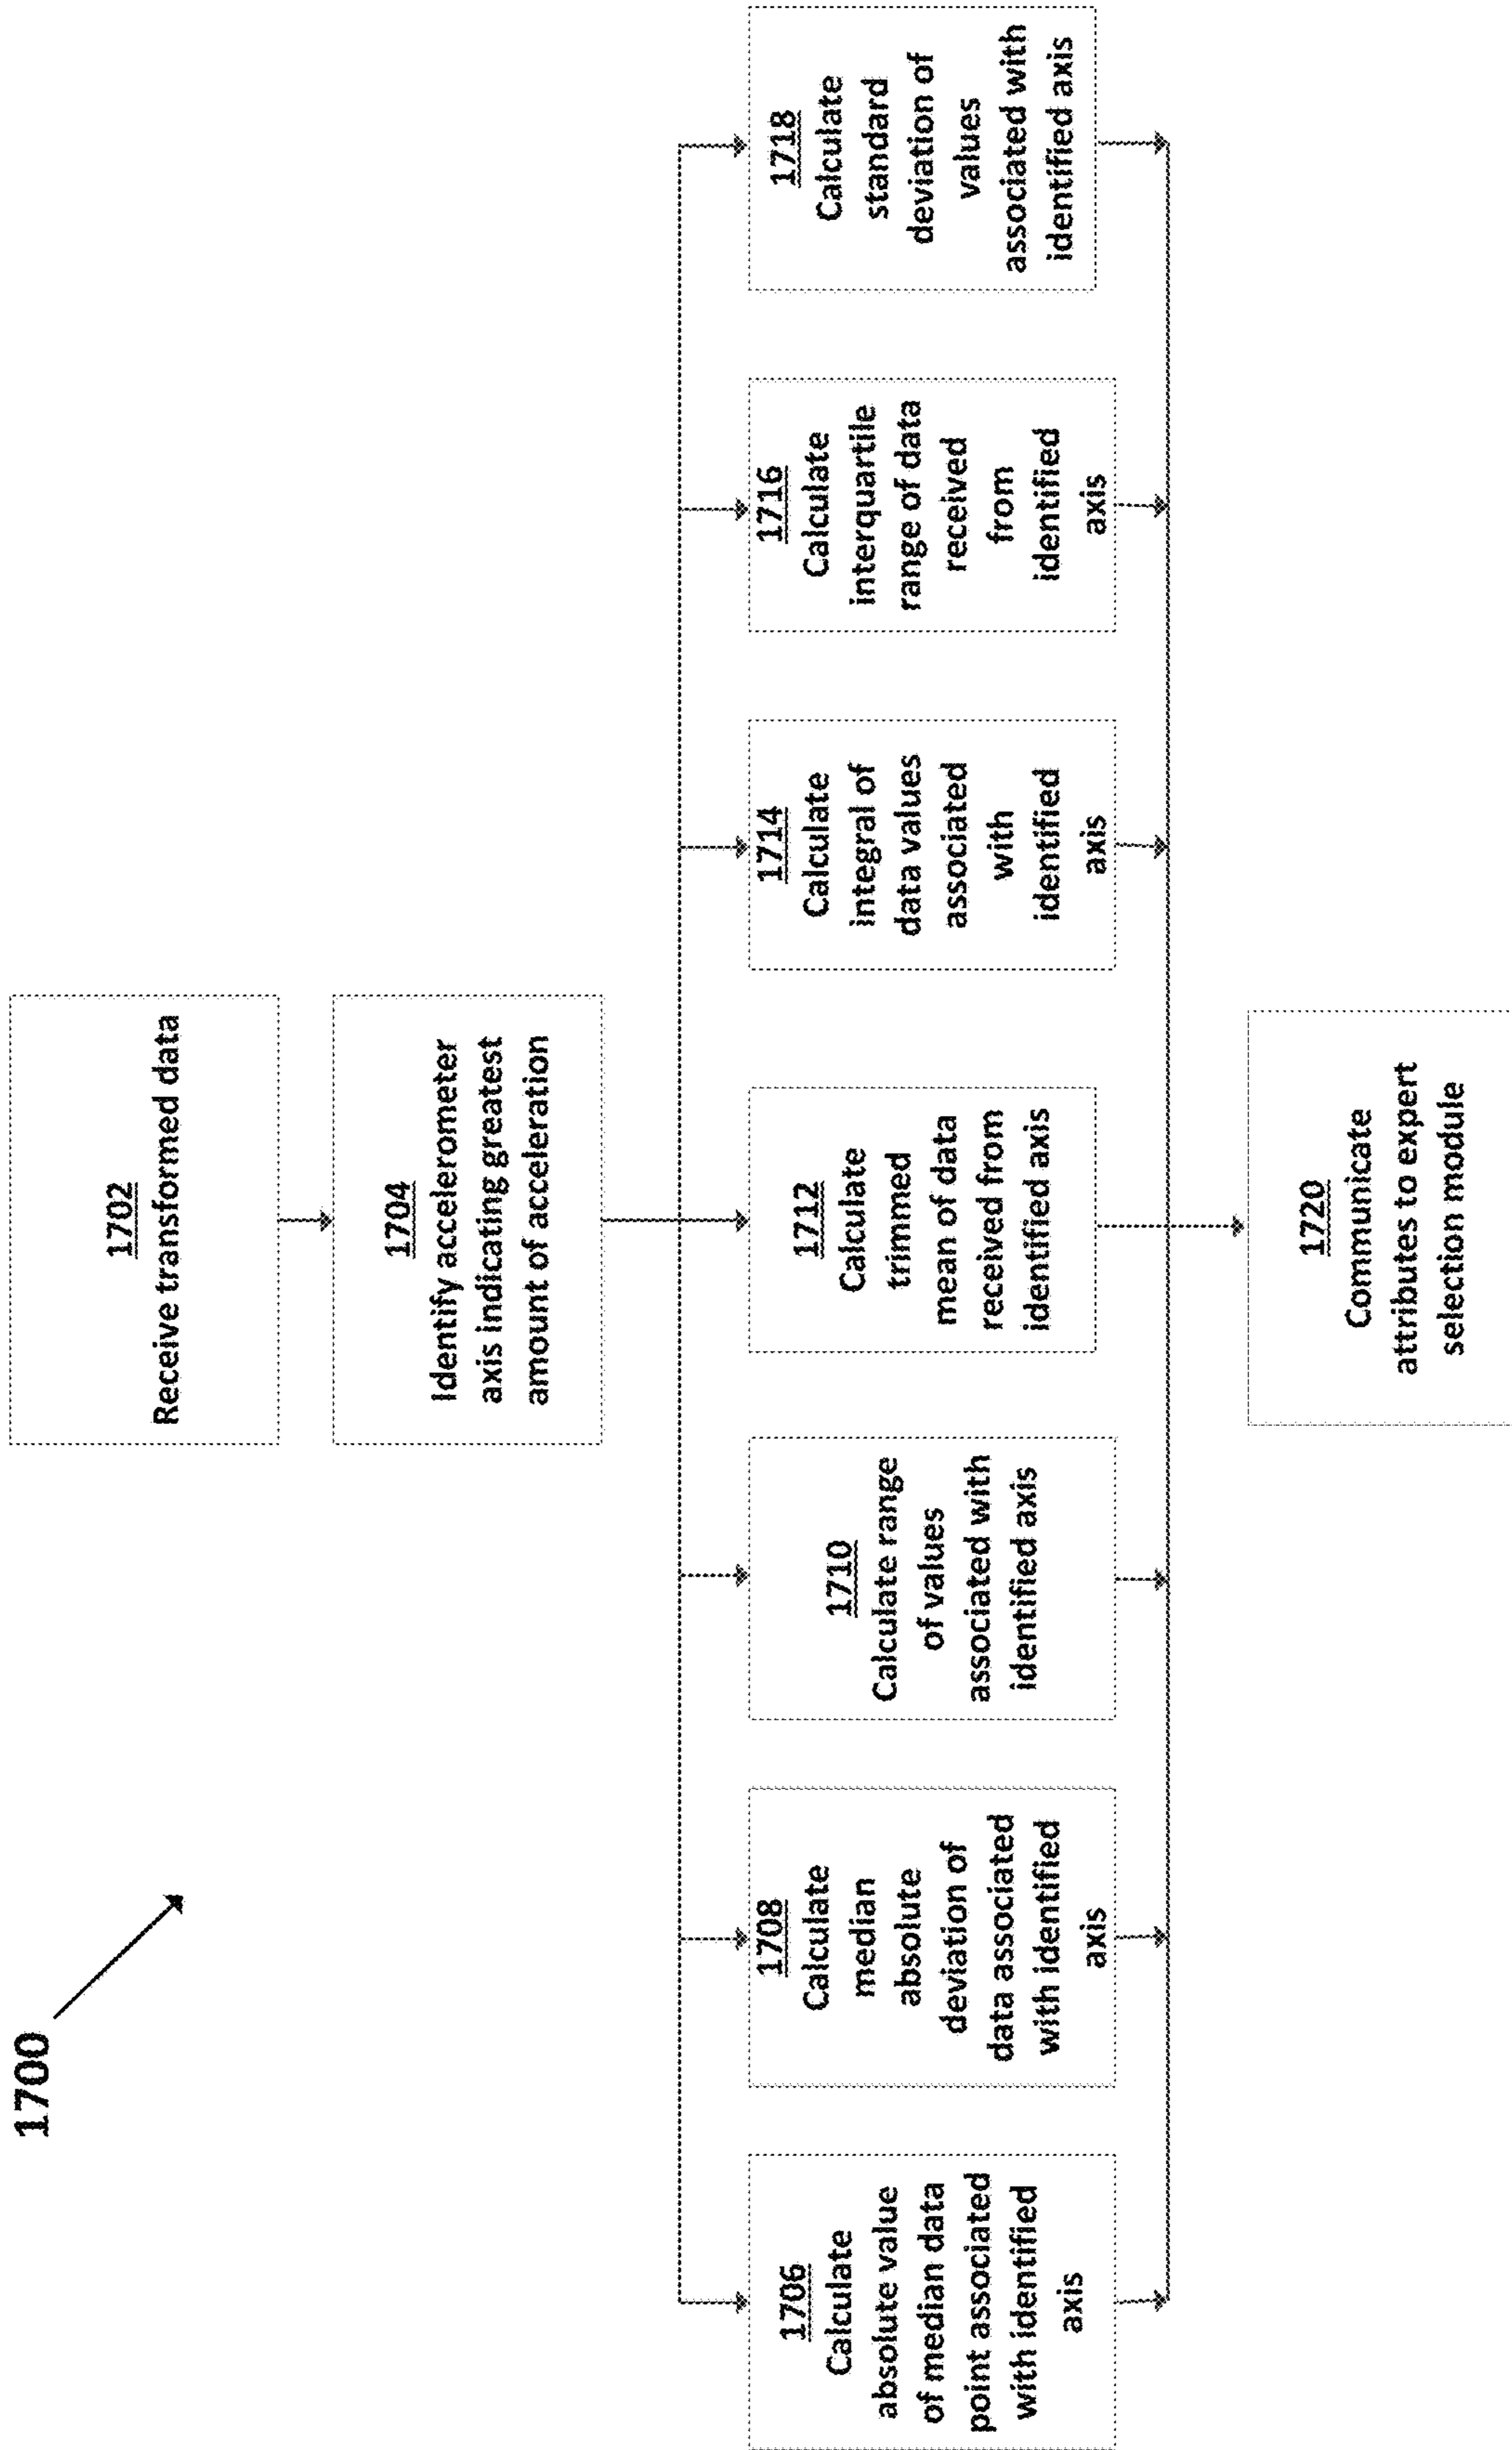 1700
1702
Receive transformed data
1704
Identify accelerometer
axis indicating greatest
amount of acceleration
1706
Calculate
absolute value
of median data
point associated
with identified
axis
1708
Calculate
median
absolute
deviation of
data associated
with identified
axis
1710
Calculate range
of values
associated with
identified axis
1712
Calculate
trimmed
mean of data
received from
identified axis
1714
Calculate
integral of
data values
associated
with
identified
axis
1716
Calculate
interquartile
range of data
received
from
identified
axis
1718
Calculate
standard
deviation of
values
associated with
identified axis
1720
Communicate
attributes to expert
selection module